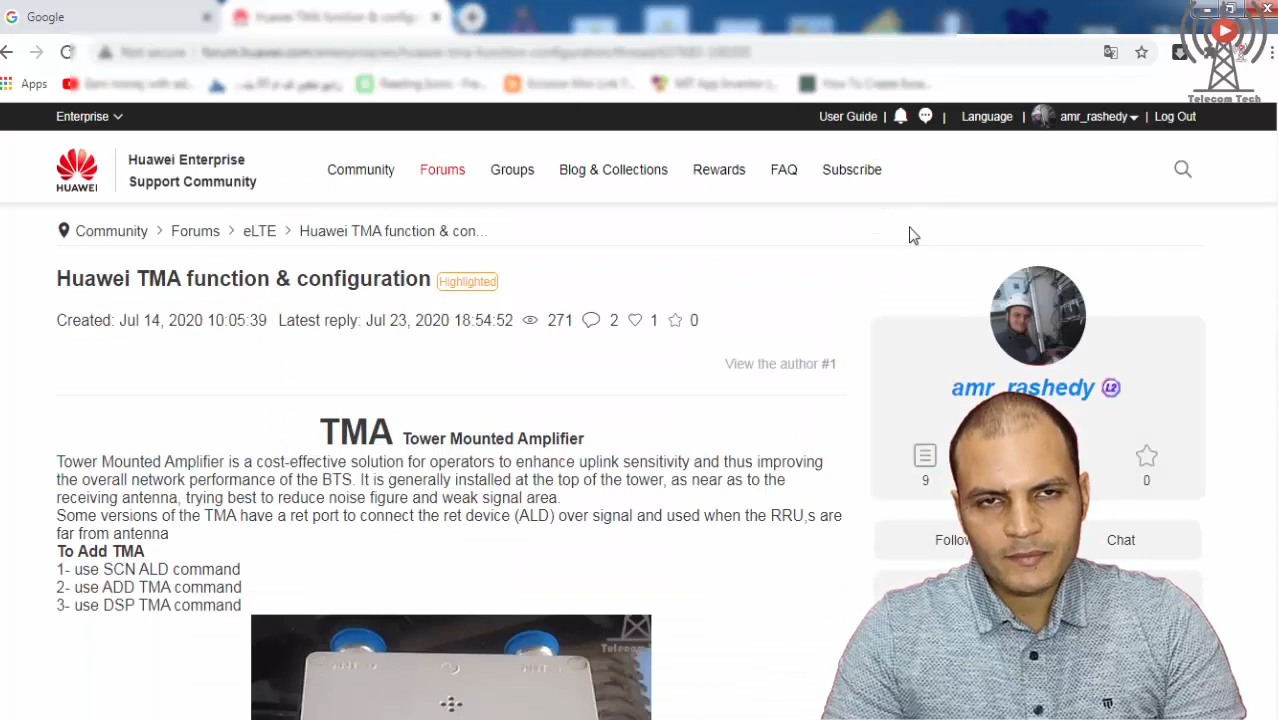 Google
Huawei TMA function & config
Not secure
Apps
Telecom Tech
Enterprise
User Guide | | Language | amr_rashedy | Log Out
HUAWEI
Huawei Enterprise
Support Community
Community Forums Groups Blog & Collections Rewards FAQ Subscribe
Community > Forums > eLTE > Huawei TMA function & con...
Huawei TMA function & configuration Highlighted
Created: Jul 14, 2020 10:05:39 Latest reply: Jul 23, 2020 18:54:52 271 2 1 0
View the author #1
amr_rashedy L2
9 0
Chat
TMA Tower Mounted Amplifier
Tower Mounted Amplifier is a cost-effective solution for operators to enhance uplink sensitivity and thus improving
the overall network performance of the BTS. It is generally installed at the top of the tower, as near as to the
receiving antenna, trying best to reduce noise figure and weak signal area.
Some versions of the TMA have a ret port to connect the ret device (ALD) over signal and used when the RRU,s are
far from antenna
To Add TMA
1- use SCN ALD command
2- use ADD TMA command
3- use DSP TMA command